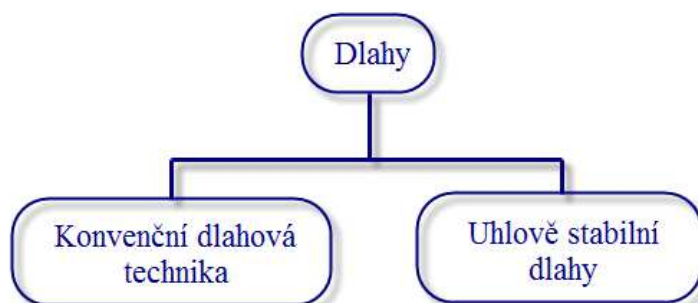 Dlahy
Konvenční dlahová
technika
Uhlově stabilní
dlahy